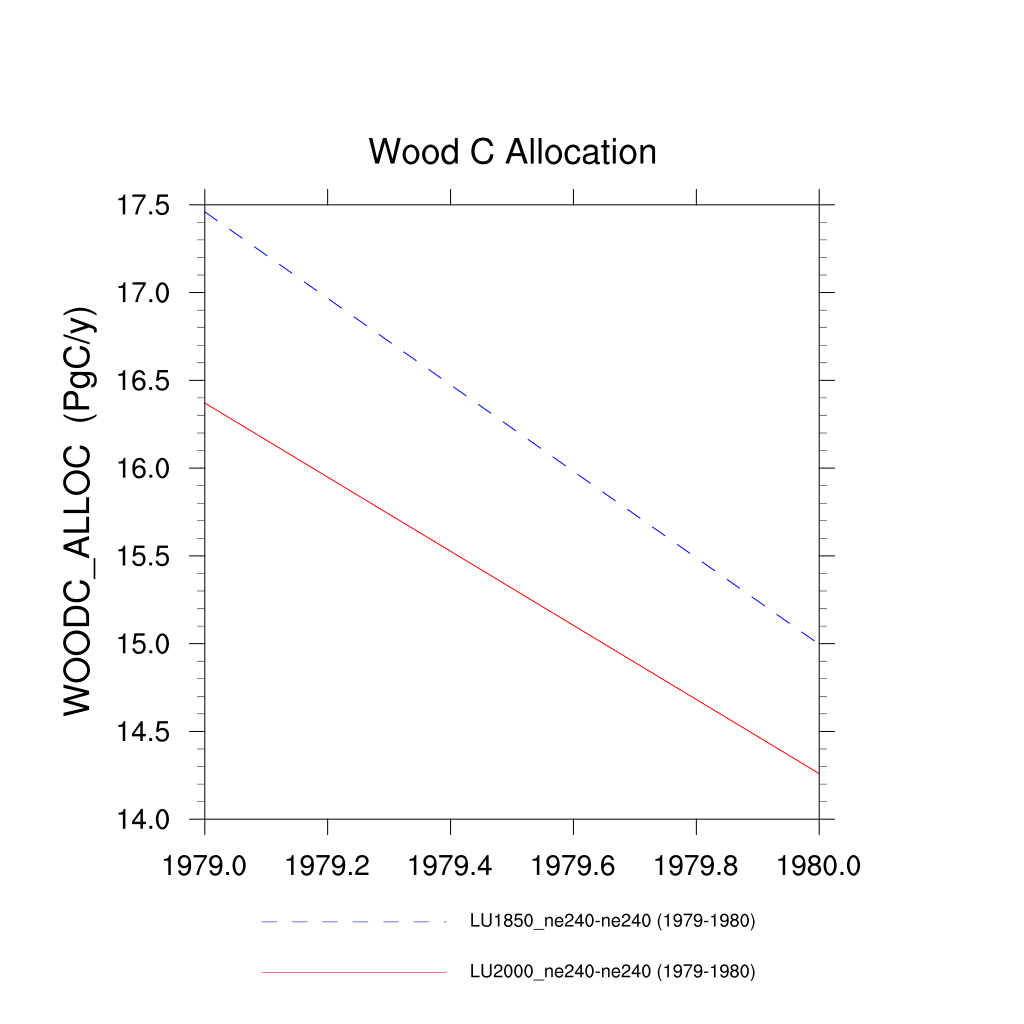 Wood C Allocation
WOODC_ALLOC (PgC/y)
17.5
17.0
16.5
16.0
15.5
15.0
14.5
14.0
1979.0 1979.2 1979.4 1979.6 1979.8 1980.0
LU1850_ne240-ne240 (1979-1980)
LU2000_ne240-ne240 (1979-1980)